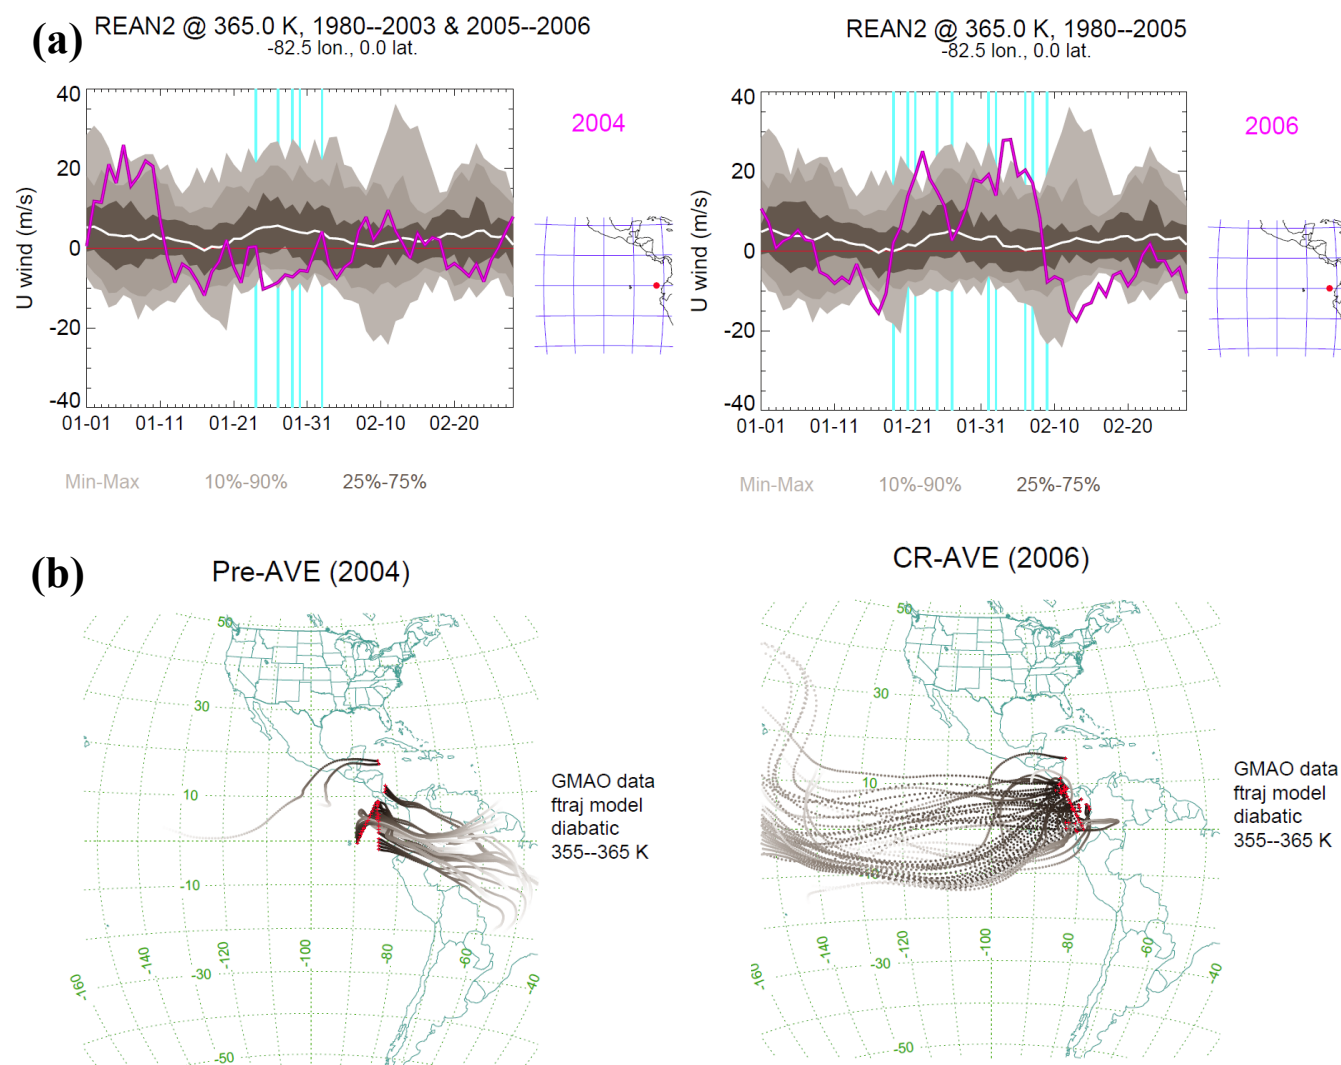 (a)
REAN2 @ 365.0 K, 1980--2003 & 2005--2006
-82.5 lon., 0.0 lat.
40
20
0
-20
-40
U wind (m/s)
01-01 01-11 01-21 01-31 02-10 02-20
2004
Min-Max 10%-90% 25%-75%
REAN2 @ 365.0 K, 1980--2005
-82.5 lon., 0.0 lat.
40
20
0
-20
-40
U wind (m/s)
01-01 01-11 01-21 01-31 02-10 02-20
2006
Min-Max 10%-90% 25%-75%
(b)
Pre-AVE (2004)
50
30
10
-10
-30
-50
-160 -140 -120 -100 -80 -60 -40
GMAO data
ftraj model
diabatic
355--365 K
CR-AVE (2006)
50
30
10
-10
-30
-50
-160 -140 -120 -100 -80 -60 -40
GMAO data
ftraj model
diabatic
355--365 K